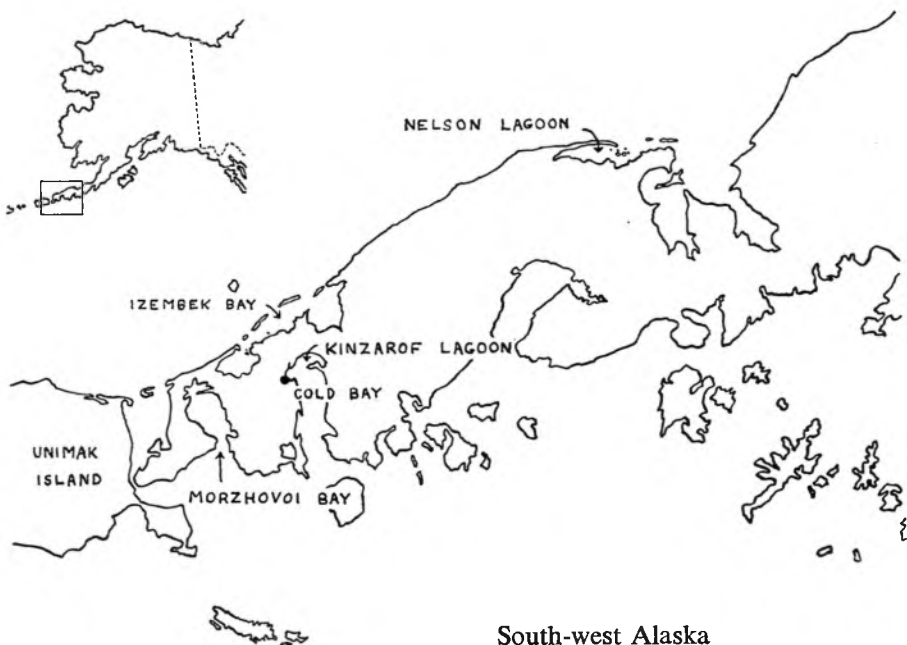 NELSON LAGOON
IZEMBEK BAY
KINZAROF LAGOON
COLD BAY
UNIMAK
ISLAND
MORZHOVOI BAY
South-west Alaska